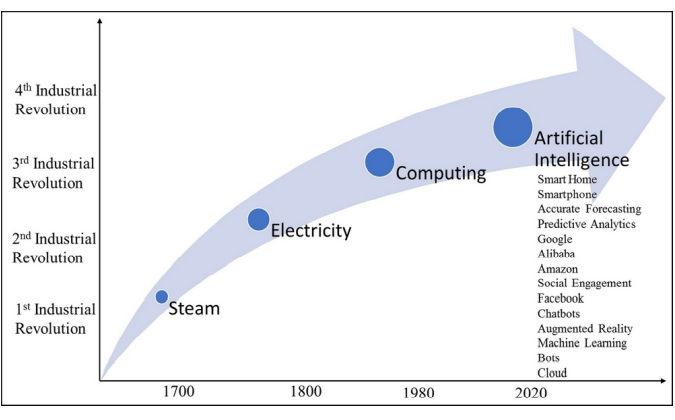 4th Industrial
Revolution
3rd Industrial
Revolution
2nd Industrial
Revolution
1st Industrial
Revolution
Steam
Electricity
Computing
Artificial
Intelligence
Smart Home
Smartphone
Accurate Forecasting
Predictive Analytics
Google
Alibaba
Amazon
Social Engagement
Facebook
Chatbots
Augmented Reality
Machine Learning
Bots
Cloud
1700
1800
1980
2020